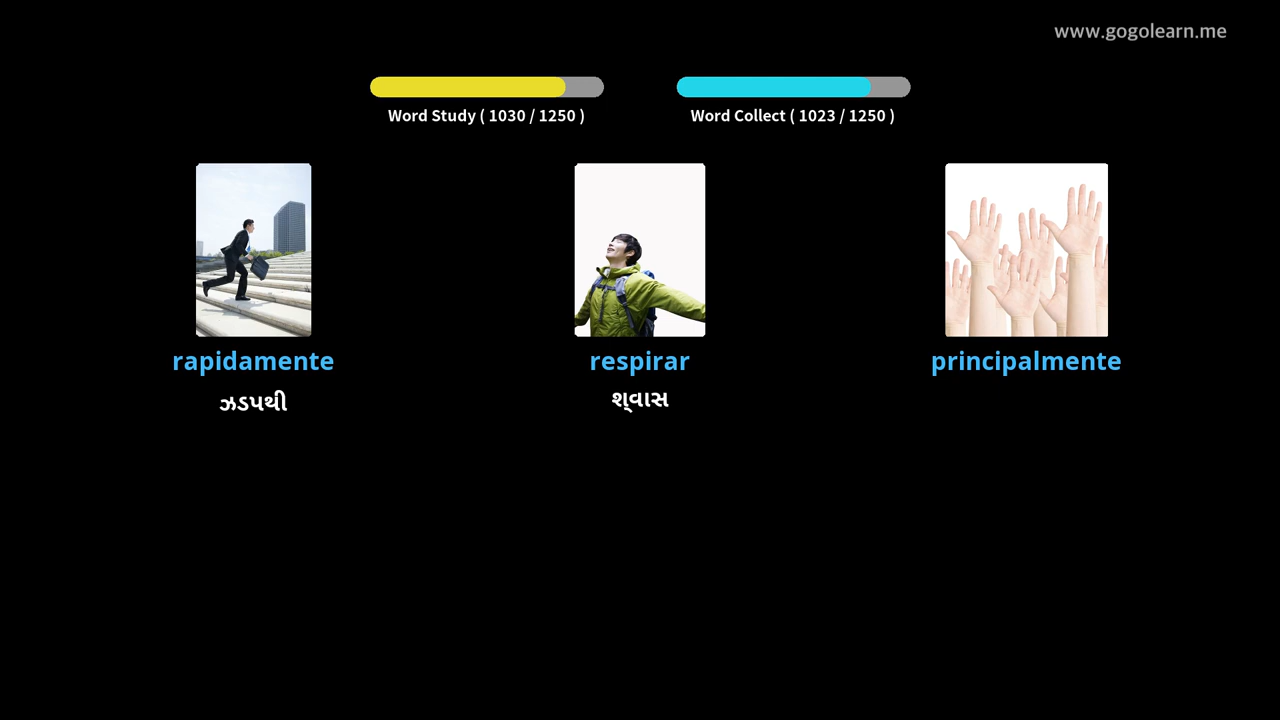 www.gogolearn.me
Word Study ( 1030 / 1250 )
Word Collect ( 1023 / 1250 )
rapidamente
respirar
principalmente
ઝડપથી
શ્વાસ